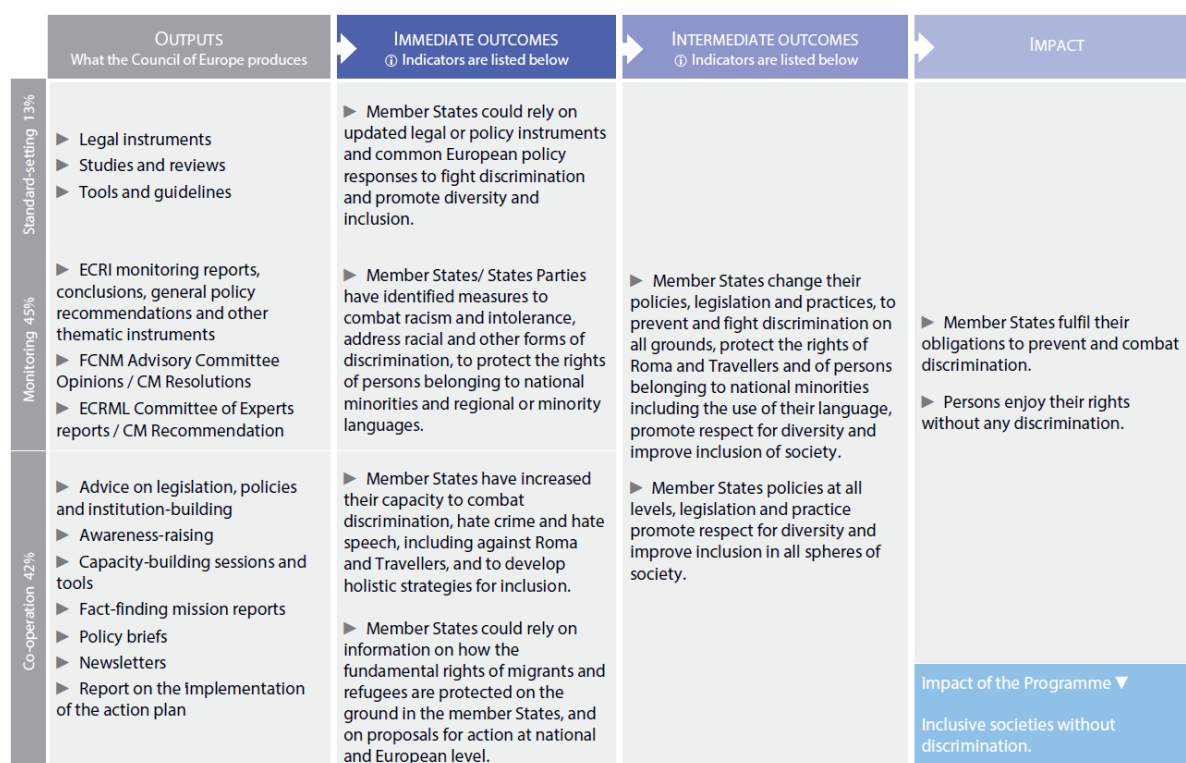 OUTPUTS
What the Council of Europe produces
IMMEDIATE OUTCOMES
ⓘ Indicators are listed below
INTERMEDIATE OUTCOMES
ⓘ Indicators are listed below
IMPACT
Standard-setting 13%
► Legal instruments
► Studies and reviews
► Tools and guidelines
► Member States could rely on
updated legal or policy instruments
and common European policy
responses to fight discrimination
and promote diversity and
inclusion.
Monitoring 45%
► ECRI monitoring reports,
conclusions, general policy
recommendations and other
thematic instruments
► FCNM Advisory Committee
Opinions / CM Resolutions
► ECRML Committee of Experts
reports / CM Recommendation
► Member States/ States Parties
have identified measures to
combat racism and intolerance,
address racial and other forms of
discrimination, to protect the rights
of persons belonging to national
minorities and regional or minority
languages.
Co-operation 42%
► Advice on legislation, policies
and institution-building
► Awareness-raising
► Capacity-building sessions and
tools
► Fact-finding mission reports
► Policy briefs
► Newsletters
► Report on the implementation
of the action plan
► Member States have increased
their capacity to combat
discrimination, hate crime and hate
speech, including against Roma
and Travellers, and to develop
holistic strategies for inclusion.
► Member States could rely on
information on how the
fundamental rights of migrants and
refugees are protected on the
ground in the member States, and
on proposals for action at national
and European level.
► Member States change their
policies, legislation and practices, to
prevent and fight discrimination on
all grounds, protect the rights of
Roma and Travellers and of persons
belonging to national minorities
including the use of their language,
promote respect for diversity and
improve inclusion of society.
► Member States policies at all
levels, legislation and practice
promote respect for diversity and
improve inclusion in all spheres of
society.
► Member States fulfil their
obligations to prevent and combat
discrimination.
► Persons enjoy their rights
without any discrimination.
Impact of the Programme ▼
Inclusive societies without
discrimination.